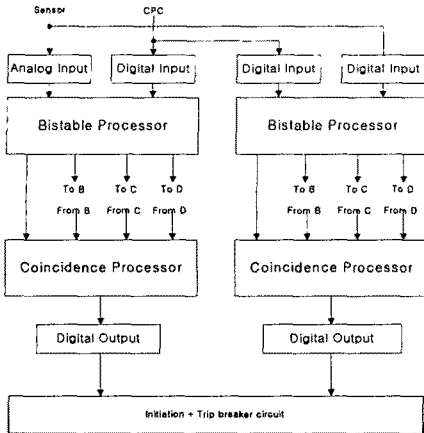 Sensor CPC
Analog Input Digital Input Digital Input Digital Input
Bistable Processor Bistable Processor
To B To C To D To B To C To D
From B From C From D From B From C From D
Coincidence Processor Coincidence Processor
Digital Output Digital Output
Initiation + Trip breaker circuit